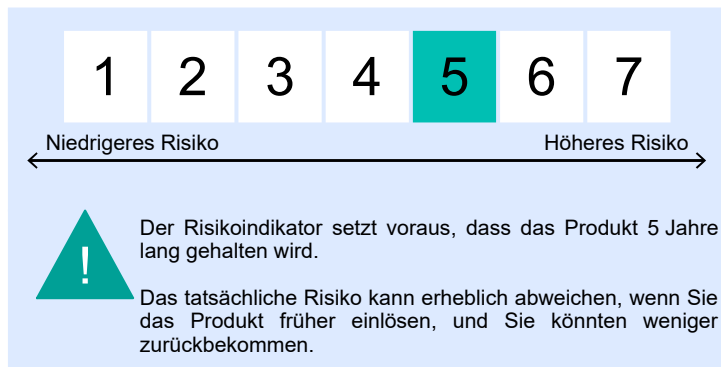 1 2 3 4 5 6 7
Niedrigeres Risiko Höheres Risiko
!
Der Risikoindikator setzt voraus, dass das Produkt 5 Jahre
lang gehalten wird.
Das tatsächliche Risiko kann erheblich abweichen, wenn Sie
das Produkt früher einlösen, und Sie könnten weniger
zurückbekommen.